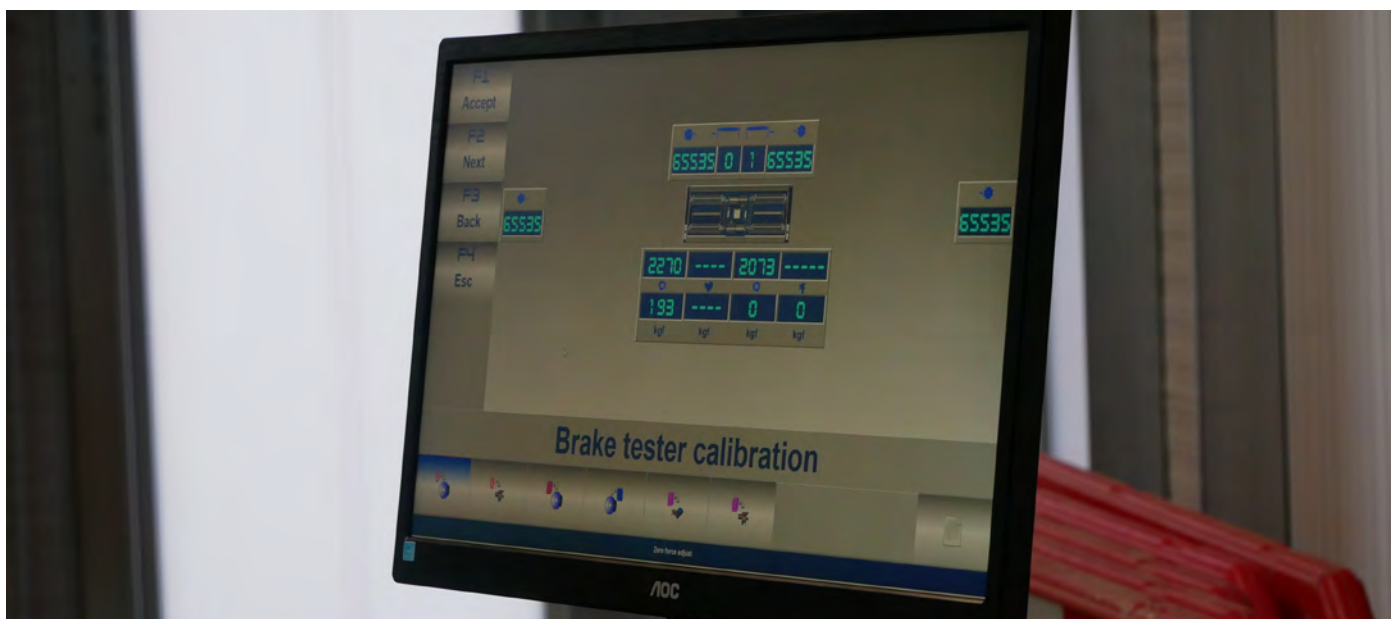 F1
Accept
F2
Next
F3
Back
F4
Esc
65535 0 1 65535
65535
65535
2270 ---- 2073 -----
193 ---- 0 0
kgf kgf kgf kgf
Brake tester calibration
Zero force adjust
AOC